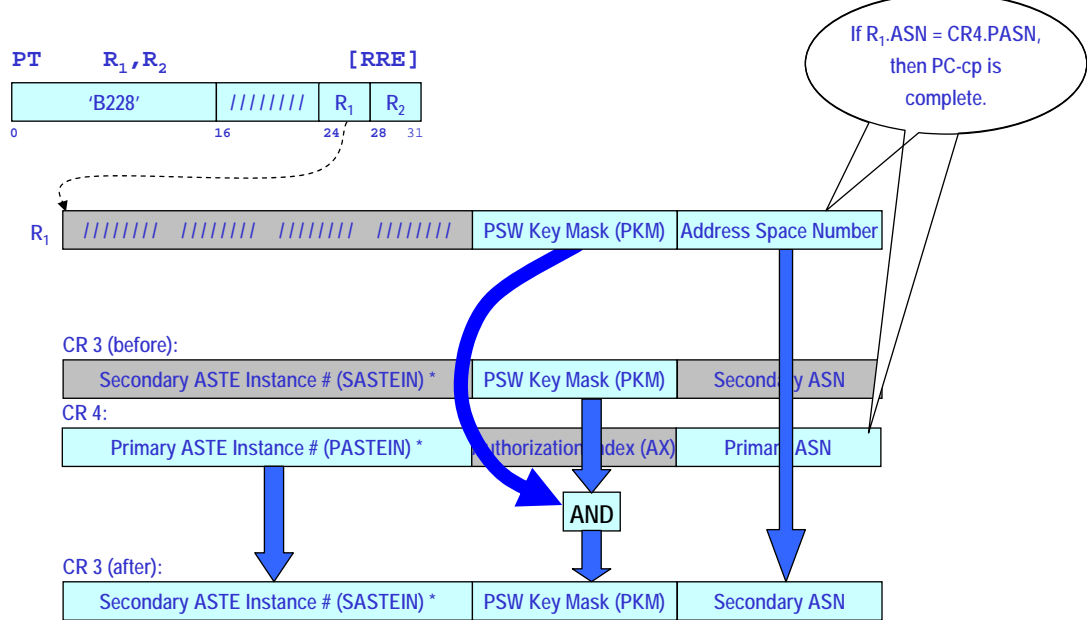 If R₁.ASN = CR4.PASN,
then PC-cp is
complete.
PT R₁,R₂ [RRE]
‘B228’ //////// R₁ R₂
0 16 24 28 31
R₁ //////// //////// //////// //////// PSW Key Mask (PKM) Address Space Number
CR 3 (before):
Secondary ASTE Instance # (SASTEIN) * PSW Key Mask (PKM) Secondary ASN
CR 4:
Primary ASTE Instance # (PASTEIN) * Authorization Index (AX) Primary ASN
AND
CR 3 (after):
Secondary ASTE Instance # (SASTEIN) * PSW Key Mask (PKM) Secondary ASN